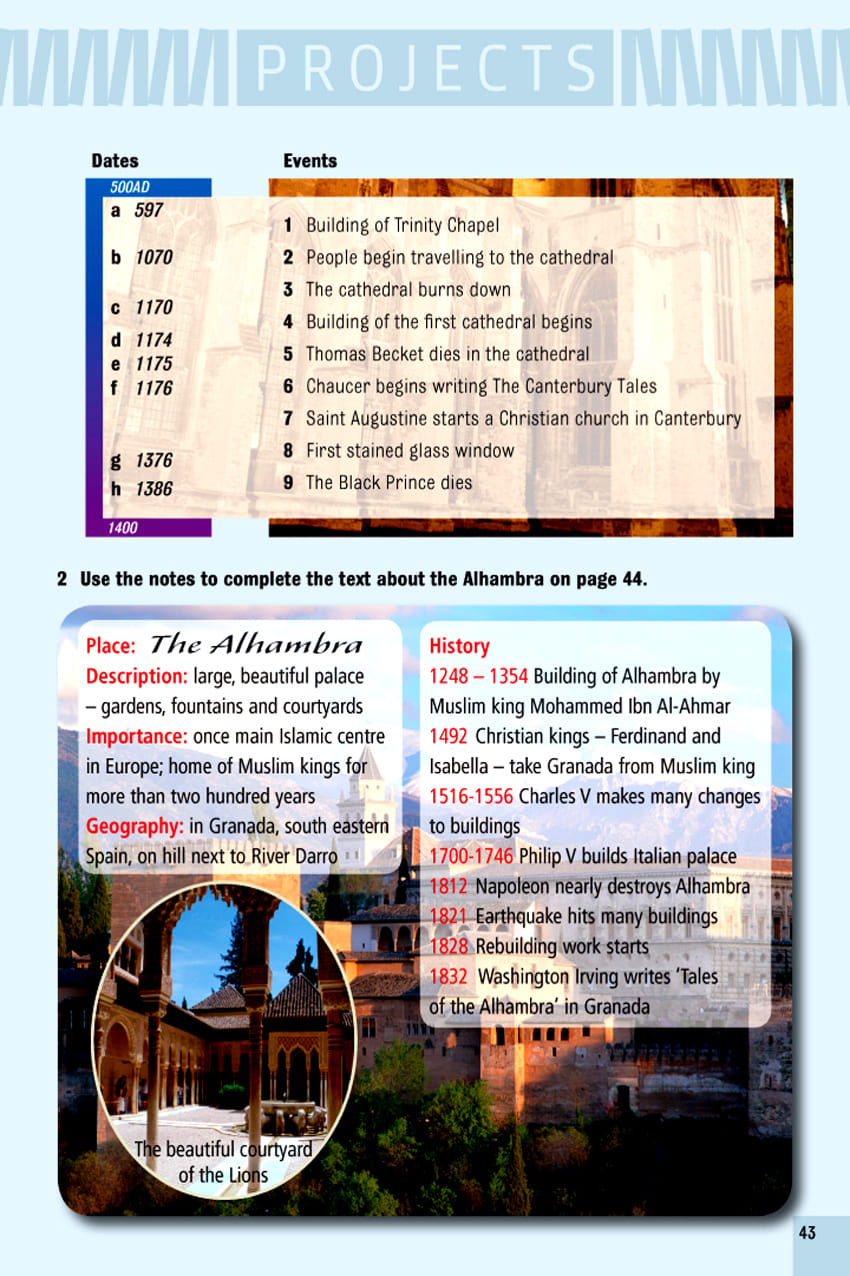 PROJECTS
Dates
Events
500AD
a 597
b 1070
c 1170
d 1174
e 1175
f 1176
g 1376
h 1386
1400
1 Building of Trinity Chapel
2 People begin travelling to the cathedral
3 The cathedral burns down
4 Building of the first cathedral begins
5 Thomas Becket dies in the cathedral
6 Chaucer begins writing The Canterbury Tales
7 Saint Augustine starts a Christian church in Canterbury
8 First stained glass window
9 The Black Prince dies
2 Use the notes to complete the text about the Alhambra on page 44.
Place: The Alhambra
Description: large, beautiful palace
– gardens, fountains and courtyards
Importance: once main Islamic centre
in Europe; home of Muslim kings for
more than two hundred years
Geography: in Granada, south eastern
Spain, on hill next to River Darro
History
1248 – 1354 Building of Alhambra by
Muslim king Mohammed Ibn Al-Ahmar
1492 Christian kings – Ferdinand and
Isabella – take Granada from Muslim king
1516-1556 Charles V makes many changes
to buildings
1700-1746 Philip V builds Italian palace
1812 Napoleon nearly destroys Alhambra
1821 Earthquake hits many buildings
1828 Rebuilding work starts
1832 Washington Irving writes ‘Tales
of the Alhambra’ in Granada
The beautiful courtyard
of the Lions
43